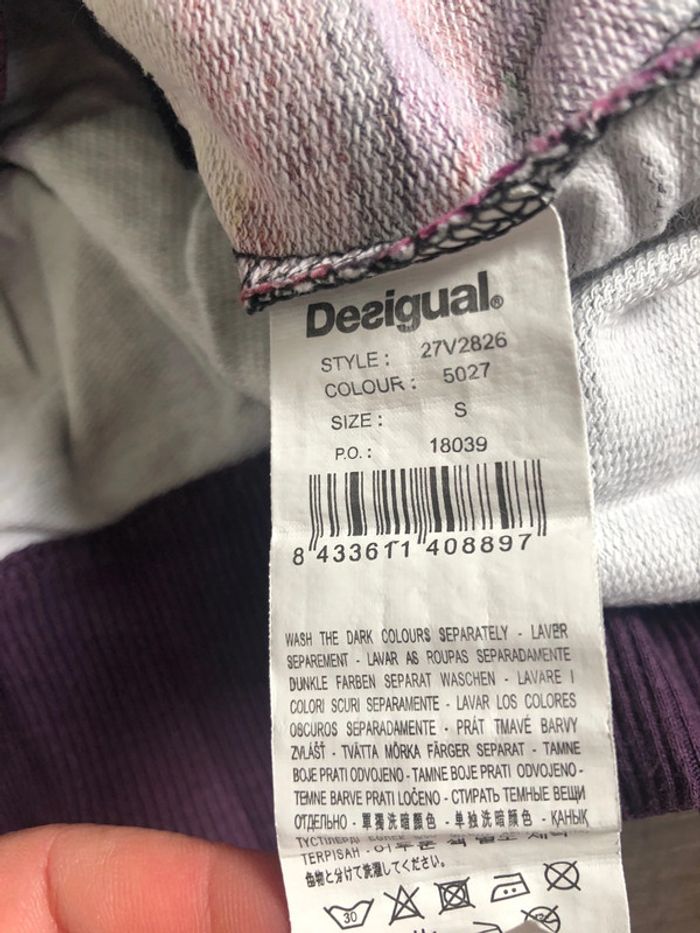 Desigual®
STYLE : 27V2826
COLOUR : 5027
SIZE : S
P.O. : 18039
8 433611 408897
WASH THE DARK COLOURS SEPARATELY - LAVER
SEPAREMENT - LAVAR AS ROUPAS SEPARADAMENTE
DUNKLE FARBEN SEPARAT WASCHEN - LAVARE I
COLORI SCURI SEPARAMENTE - LAVAR LOS COLORES
OSCUROS SEPARADAMENTE - PRÁT TMAVÉ BARVY
ZVLÁŠŤ - TVÄTTA MÖRKA FÄRGER SEPARAT - TAMNE
BOJE PRATI ODVOJENO - TAMNE BOJE PRATI ODVOJENO -
TEMNE BARVE PRATI LOČENO - СТИРАТЬ ТЕМНЫЕ ВЕЩИ
ОТДЕЛЬНО - 單獨洗暗顏色 - 单独洗暗颜色 - ҚАНЫҚ
TERPISAH -
色物と分けて洗濯してください。
30